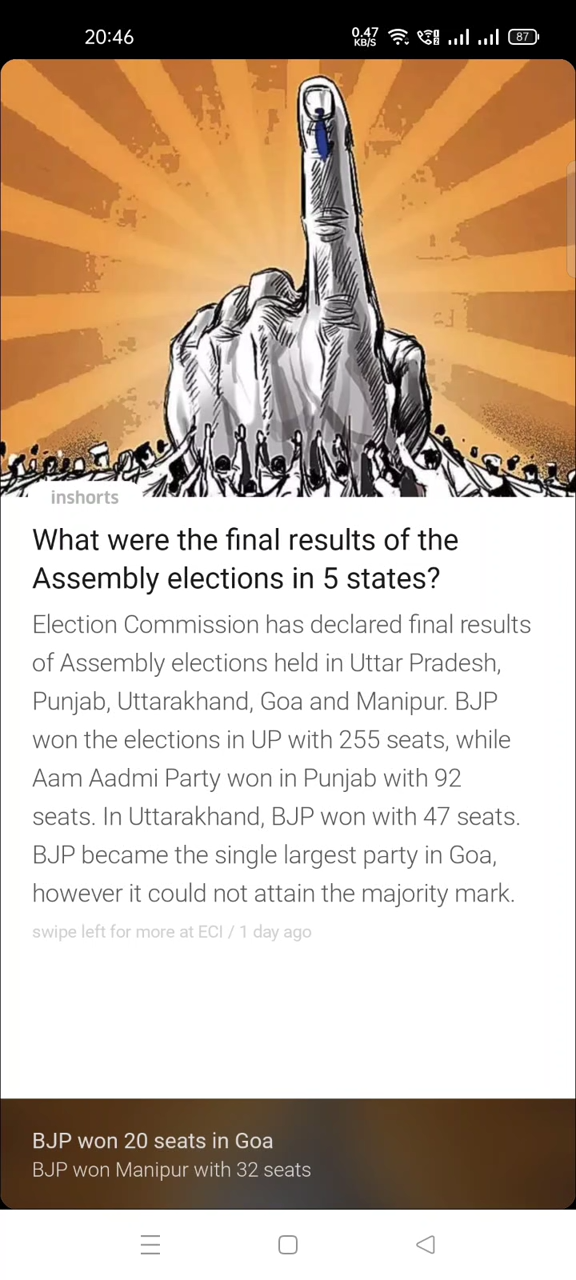 20:46
0.47
KB/S
87
inshorts
What were the final results of the
Assembly elections in 5 states?
Election Commission has declared final results
of Assembly elections held in Uttar Pradesh,
Punjab, Uttarakhand, Goa and Manipur. BJP
won the elections in UP with 255 seats, while
Aam Aadmi Party won in Punjab with 92
seats. In Uttarakhand, BJP won with 47 seats.
BJP became the single largest party in Goa,
however it could not attain the majority mark.
swipe left for more at ECI / 1 day ago
BJP won 20 seats in Goa
BJP won Manipur with 32 seats